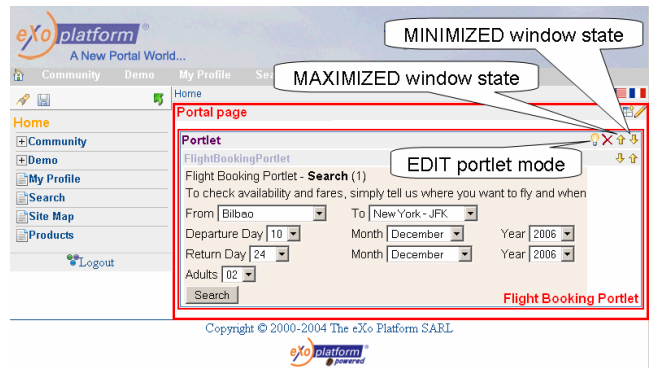 eXo platform ®
A New Portal World...
MINIMIZED window state
MAXIMIZED window state
Community Demo My Profile
Home
Home
Portal page
Community
Demo
My Profile
Search
Site Map
Products
Logout
Portlet
FlightBookingPortlet
EDIT portlet mode
Flight Booking Portlet - Search (1)
To check availability and fares, simply tell us where you want to fly and when
From Bilbao To New York - JFK
Departure Day 10 Month December Year 2006
Return Day 24 Month December Year 2006
Adults 02
Search
Flight Booking Portlet
Copyright © 2000-2004 The eXo Platform SARL
eXo platform ®
powered